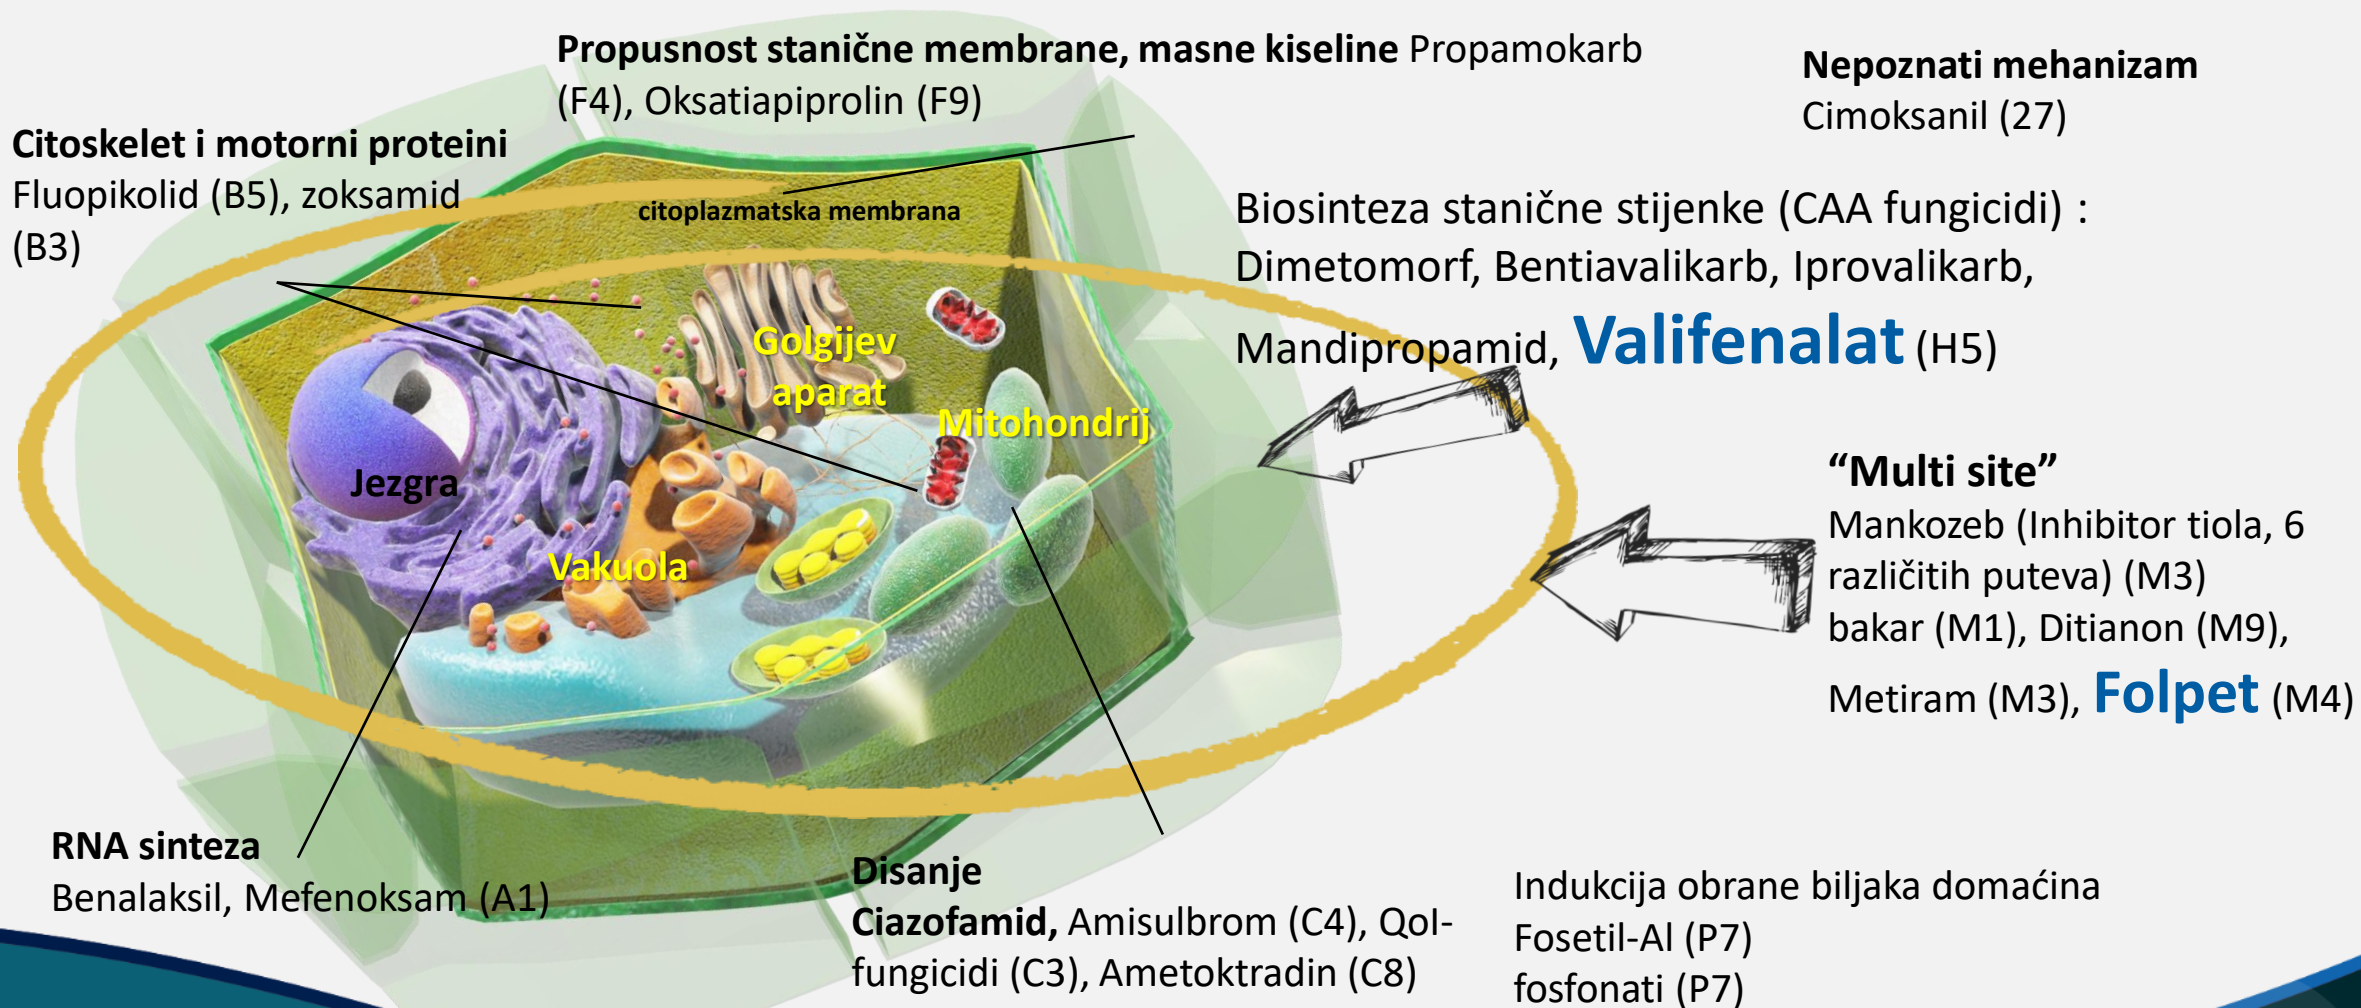 Propusnost stanične membrane, masne kiseline Propamokarb
(F4), Oksatiapiprolin (F9)
Nepoznati mehanizam
Cimoksanil (27)
Citoskelet i motorni proteini
Fluopikolid (B5), zoksamid
(B3)
citoplazmatska membrana
Biosinteza stanične stijenke (CAA fungicidi) :
Dimetomorf, Bentiavalikarb, Iprovalikarb,
Mandipropamid, Valifenalat (H5)
Golgijev
aparat
Mitohondrij
Jezgra
Vakuola
“Multi site”
Mankozeb (Inhibitor tiola, 6
različitih puteva) (M3)
bakar (M1), Ditianon (M9),
Metiram (M3), Folpet (M4)
RNA sinteza
Benalaksil, Mefenoksam (A1)
Disanje
Ciazofamid, Amisulbrom (C4), QoI-
fungicidi (C3), Ametoktradin (C8)
Indukcija obrane biljaka domaćina
Fosetil-Al (P7)
fosfonati (P7)